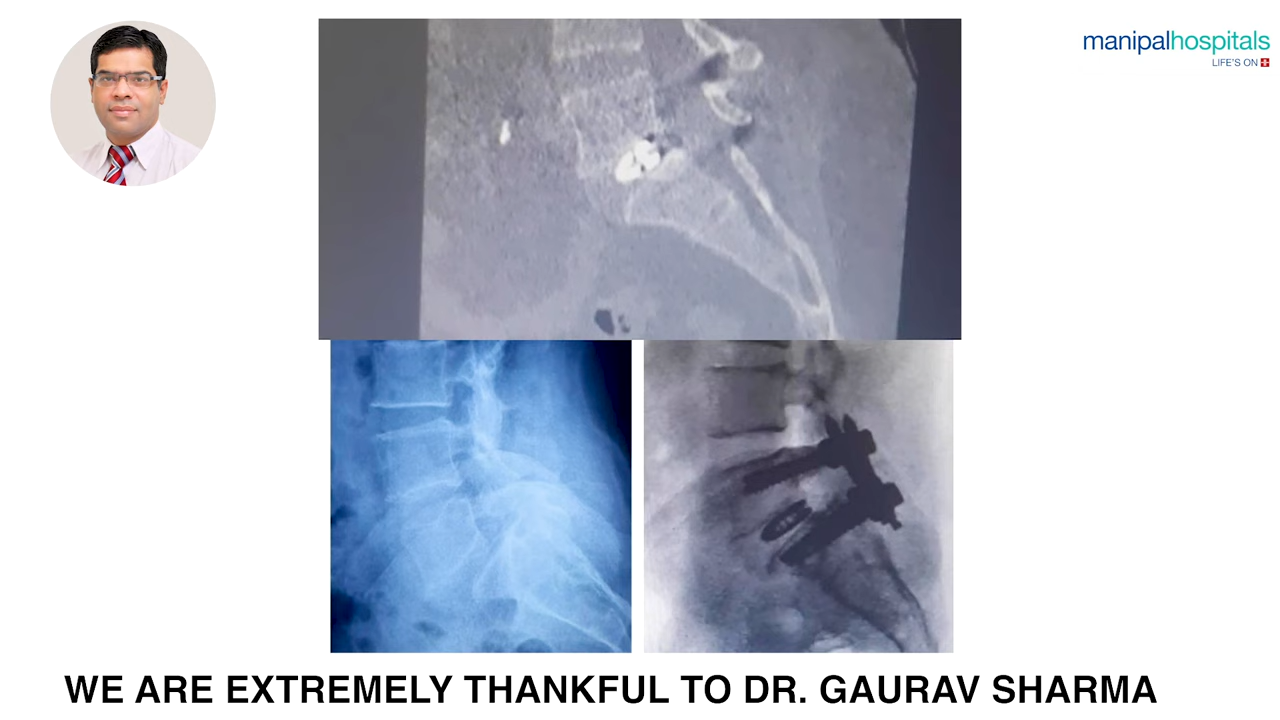 manipalhospitals
LIFE'S ON
WE ARE EXTREMELY THANKFUL TO DR. GAURAV SHARMA